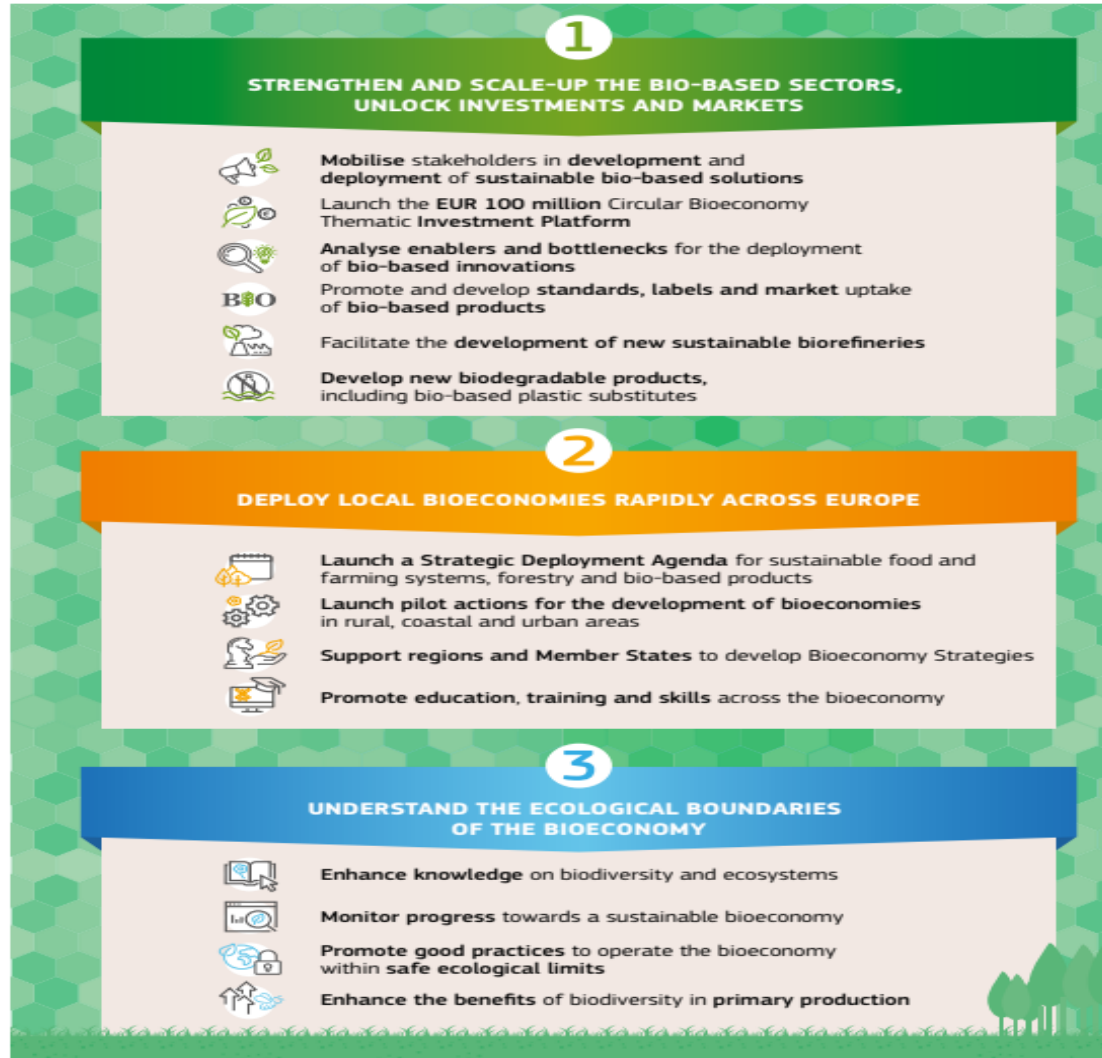 1
STRENGTHEN AND SCALE-UP THE BIO-BASED SECTORS,
UNLOCK INVESTMENTS AND MARKETS
Mobilise stakeholders in development and
deployment of sustainable bio-based solutions
Launch the EUR 100 million Circular Bioeconomy
Thematic Investment Platform
Analyse enablers and bottlenecks for the deployment
of bio-based innovations
BIO
Promote and develop standards, labels and market uptake
of bio-based products
Facilitate the development of new sustainable biorefineries
Develop new biodegradable products,
including bio-based plastic substitutes
2
DEPLOY LOCAL BIOECONOMIES RAPIDLY ACROSS EUROPE
Launch a Strategic Deployment Agenda for sustainable food and
farming systems, forestry and bio-based products
Launch pilot actions for the development of bioeconomies
in rural, coastal and urban areas
Support regions and Member States to develop Bioeconomy Strategies
Promote education, training and skills across the bioeconomy
3
UNDERSTAND THE ECOLOGICAL BOUNDARIES
OF THE BIOECONOMY
Enhance knowledge on biodiversity and ecosystems
Monitor progress towards a sustainable bioeconomy
Promote good practices to operate the bioeconomy
within safe ecological limits
Enhance the benefits of biodiversity in primary production